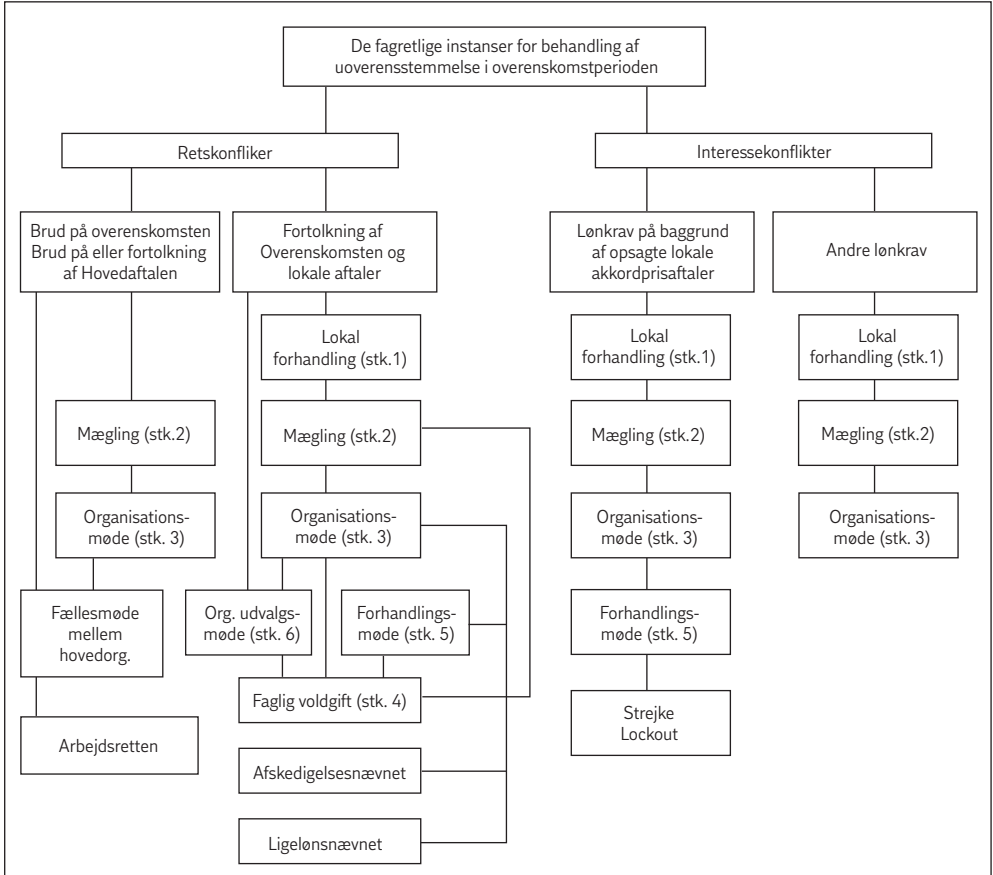 De fagretlige instanser for behandling af
uoverensstemmelse i overenskomstperioden
Retskonfliker
Interessekonflikter
Brud på overenskomsten
Brud på eller fortolkning
af Hovedaftalen
Fortolkning af
Overenskomsten og
lokale aftaler
Lønkrav på baggrund
af opsagte lokale
akkordprisaftaler
Andre lønkrav
Lokal
forhandling (stk.1)
Lokal
forhandling (stk.1)
Lokal
forhandling (stk.1)
Mægling (stk.2)
Mægling (stk.2)
Mægling (stk.2)
Mægling (stk.2)
Organisations-
møde (stk. 3)
Organisations-
møde (stk. 3)
Organisations-
møde (stk. 3)
Organisations-
møde (stk. 3)
Fællesmøde
mellem
hovedorg.
Org. udvalgs-
møde (stk. 6)
Forhandlings-
møde (stk. 5)
Forhandlings-
møde (stk. 5)
Faglig voldgift (stk. 4)
Strejke
Lockout
Arbejdsretten
Afskedigelsesnævnet
Ligelønsnævnet